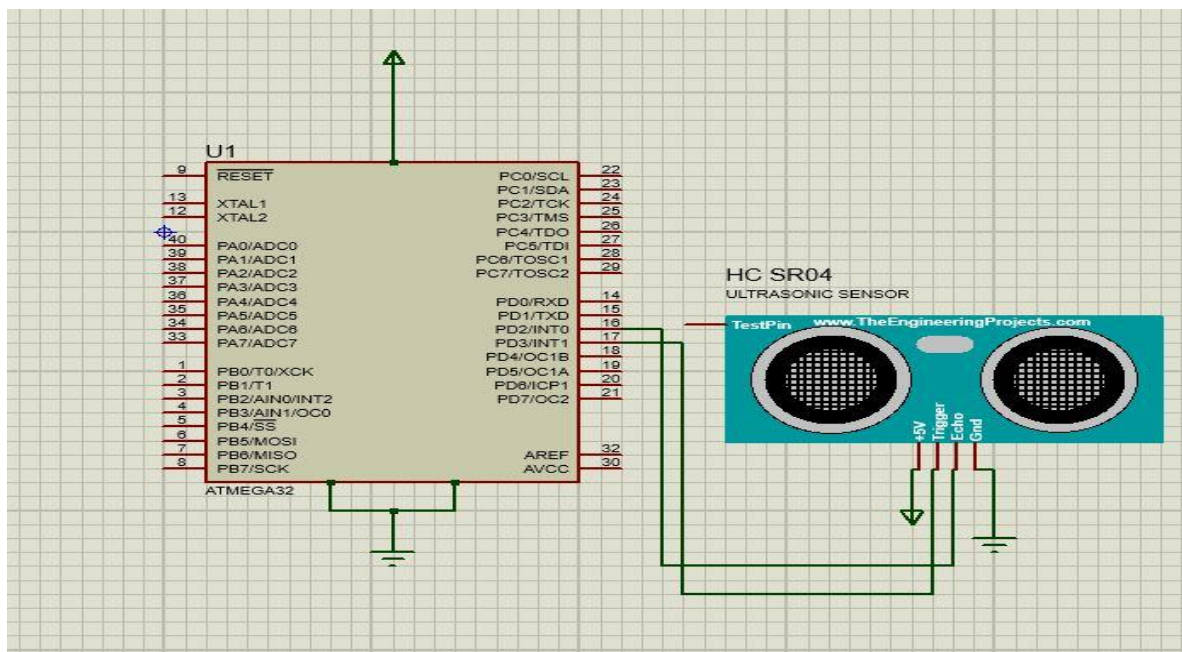 U1
9 RESET
13 XTAL1
12 XTAL2
40 PA0/ADC0
39 PA1/ADC1
38 PA2/ADC2
37 PA3/ADC3
36 PA4/ADC4
35 PA5/ADC5
34 PA6/ADC6
33 PA7/ADC7
1 PB0/T0/XCK
2 PB1/T1
3 PB2/AIN0/INT2
4 PB3/AIN1/OC0
5 PB4/SS
6 PB5/MOSI
7 PB6/MISO
8 PB7/SCK
PC0/SCL 22
PC1/SDA 23
PC2/TCK 24
PC3/TMS 25
PC4/TDO 26
PC5/TDI 27
PC6/TOSC1 28
PC7/TOSC2 29
PD0/RXD 14
PD1/TXD 15
PD2/INT0 16
PD3/INT1 17
PD4/OC1B 18
PD5/OC1A 19
PD6/ICP1 20
PD7/OC2 21
AREF 32
AVCC 30
ATMEGA32
HC SR04
ULTRASONIC SENSOR
TestPin www.TheEngineeringProjects.com
+5V
Trigger
Echo
Gnd